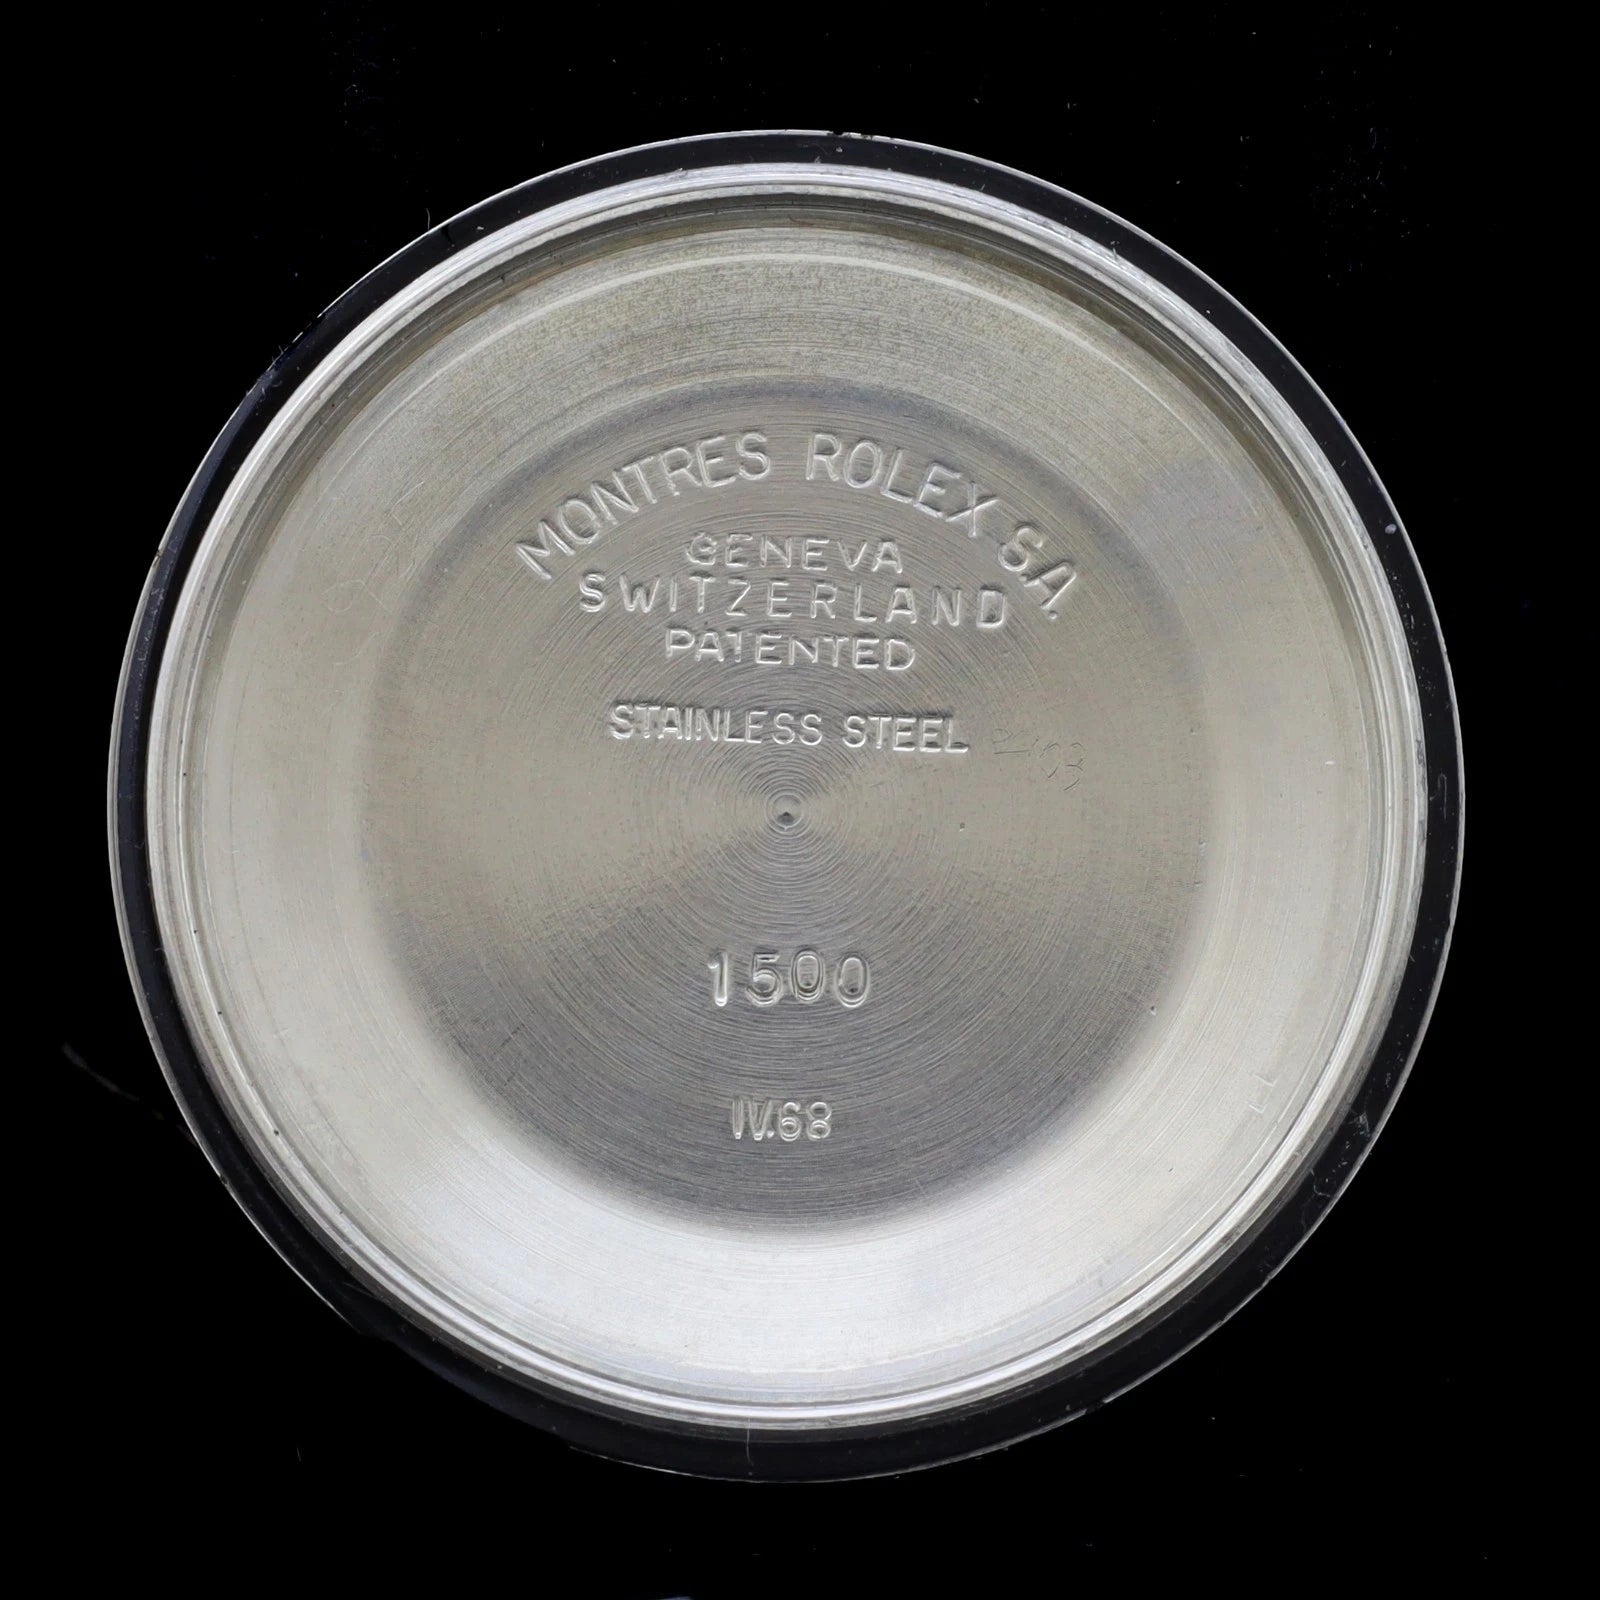 MONTRES ROLEX S.A.
GENEVA
SWITZERLAND
PATENTED
STAINLESS STEEL
1500
IV.68